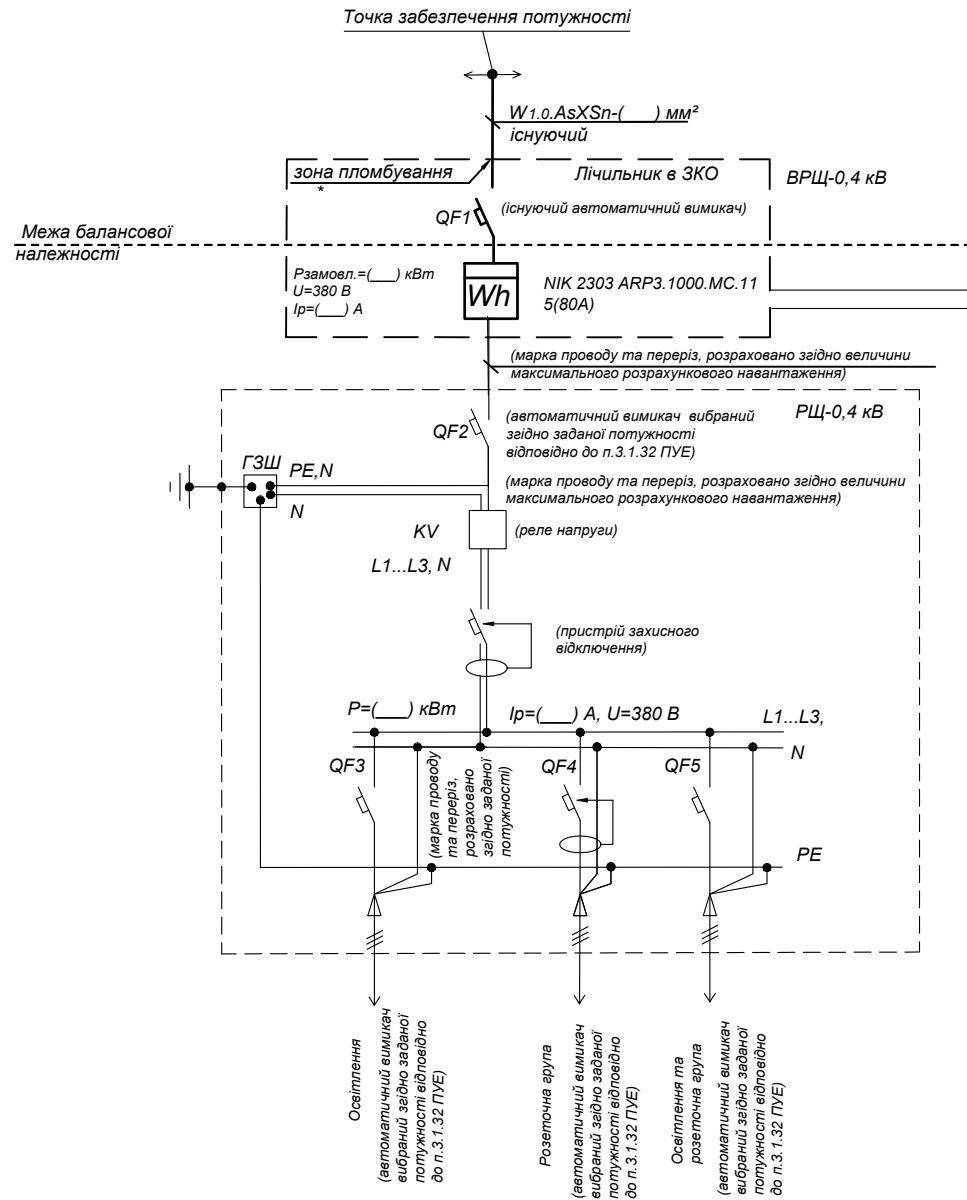 Точка забезпечення потужності
W1.0.AsXSn-(___) мм²
існуючий
зона пломбування
*
Лічильник в ЗКО
ВРЩ-0,4 кВ
QF1
(існуючий автоматичний вимикач)
Межа балансової
належності
Pзамовл.=(___) кВт
U=380 В
Ip=(___) А
Wh
NIK 2303 ARP3.1000.MC.11
5(80А)
(марка проводу та переріз, розраховано згідно величини
максимального розрахункового навантаження)
РЩ-0,4 кВ
QF2
(автоматичний вимикач вибраний
згідно заданої потужності
відповідно до п.3.1.32 ПУЕ)
ГЗШ
PE,N
N
(марка проводу та переріз, розраховано згідно величини
максимального розрахункового навантаження)
KV
(реле напруги)
L1...L3, N
(пристрій захисного
відключення)
P=(___) кВт
Ip=(___) А, U=380 В
L1...L3,
N
QF3
(марка проводу
та переріз,
розраховано
згідно заданої
потужності)
QF4
QF5
PE
Освітлення
(автоматичний вимикач
вибраний згідно заданої
потужності відповідно
до п.3.1.32 ПУЕ)
Розеточна група
(автоматичний вимикач
вибраний згідно заданої
потужності відповідно
до п.3.1.32 ПУЕ)
Освітлення та
розеточна група
(автоматичний вимикач
вибраний згідно заданої
потужності відповідно
до п.3.1.32 ПУЕ)